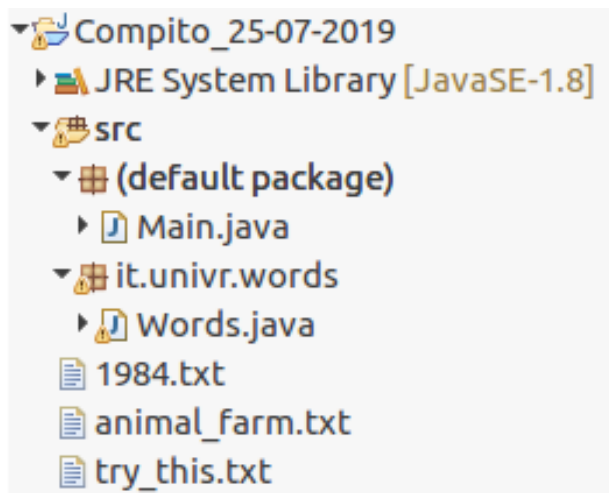 Compito_25-07-2019
JRE System Library [JavaSE-1.8]
src
(default package)
Main.java
it.univr.words
Words.java
1984.txt
animal_farm.txt
try_this.txt